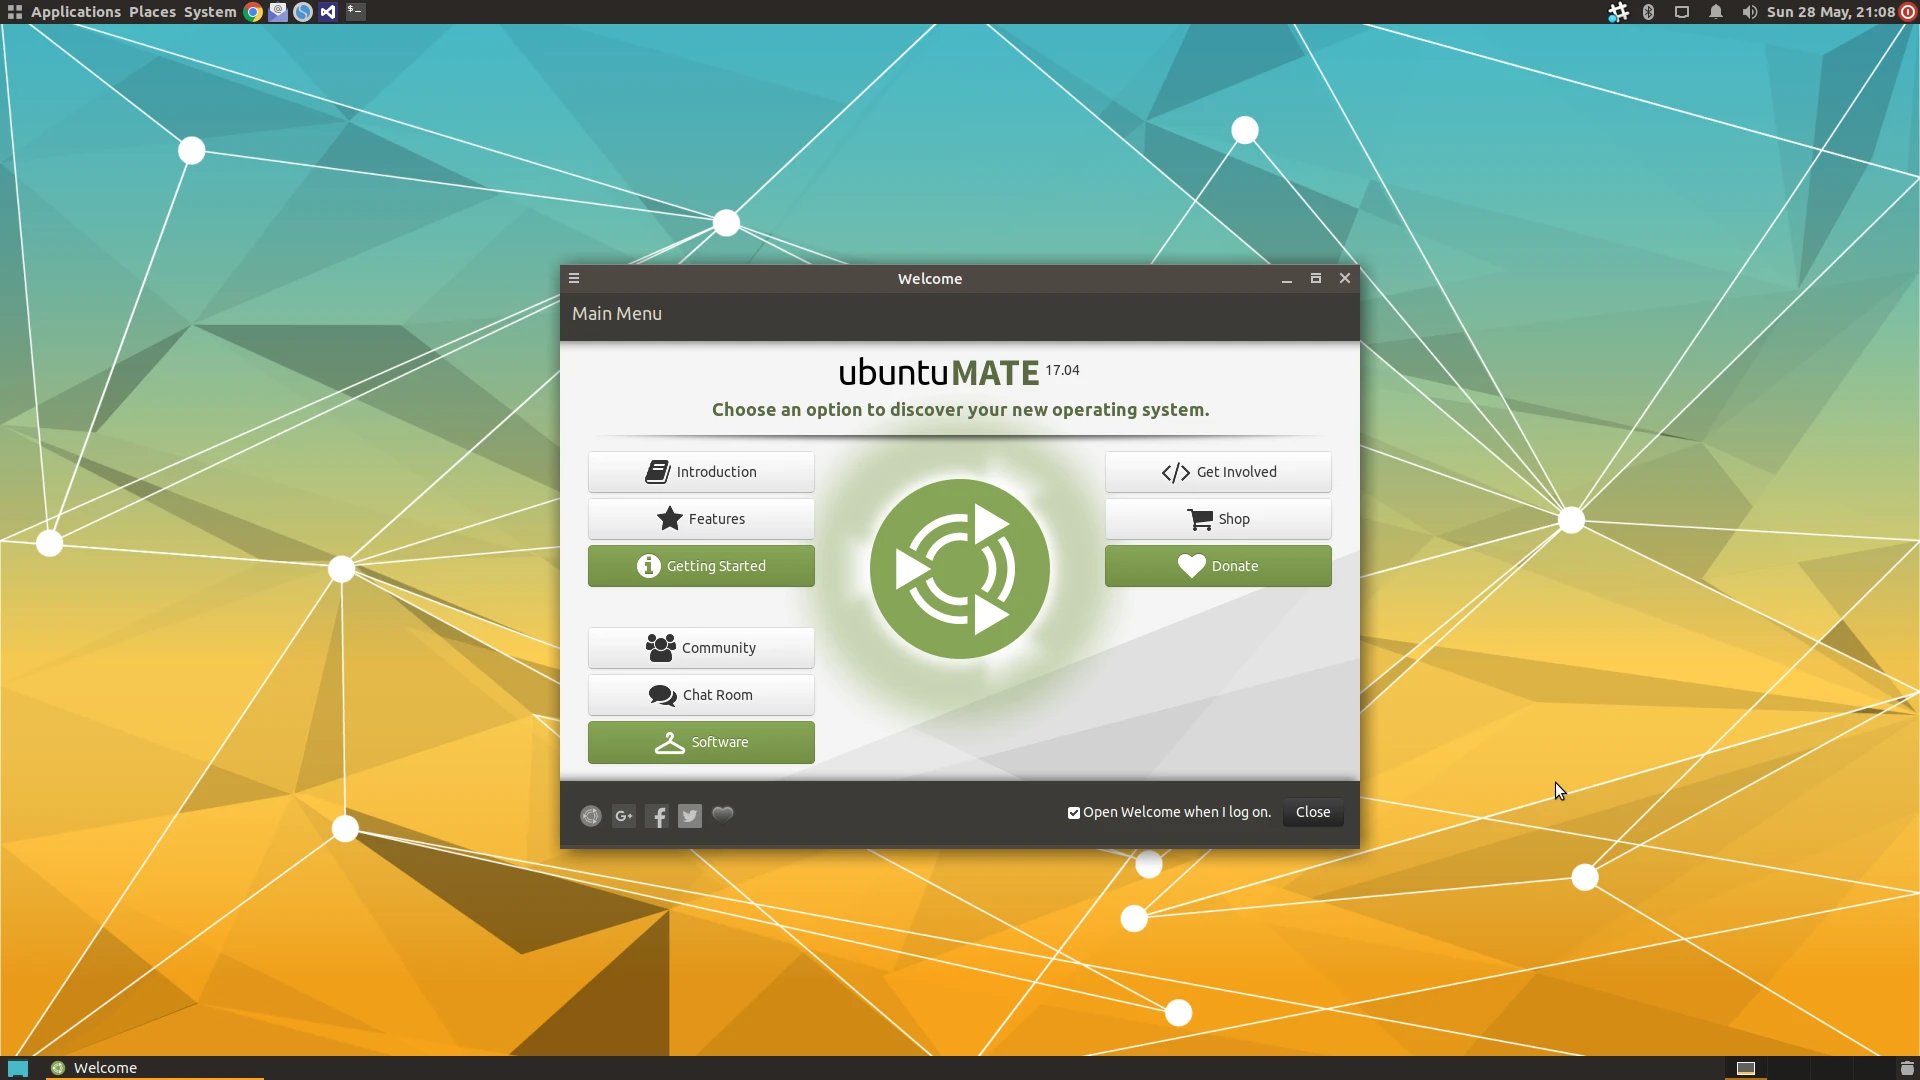 Applications Places System
Sun 28 May, 21:08
Welcome
Main Menu
ubuntuMATE 17.04
Choose an option to discover your new operating system.
Introduction
Features
Getting Started
Community
Chat Room
Software
Get Involved
Shop
Donate
Open Welcome when I log on.
Close
Welcome